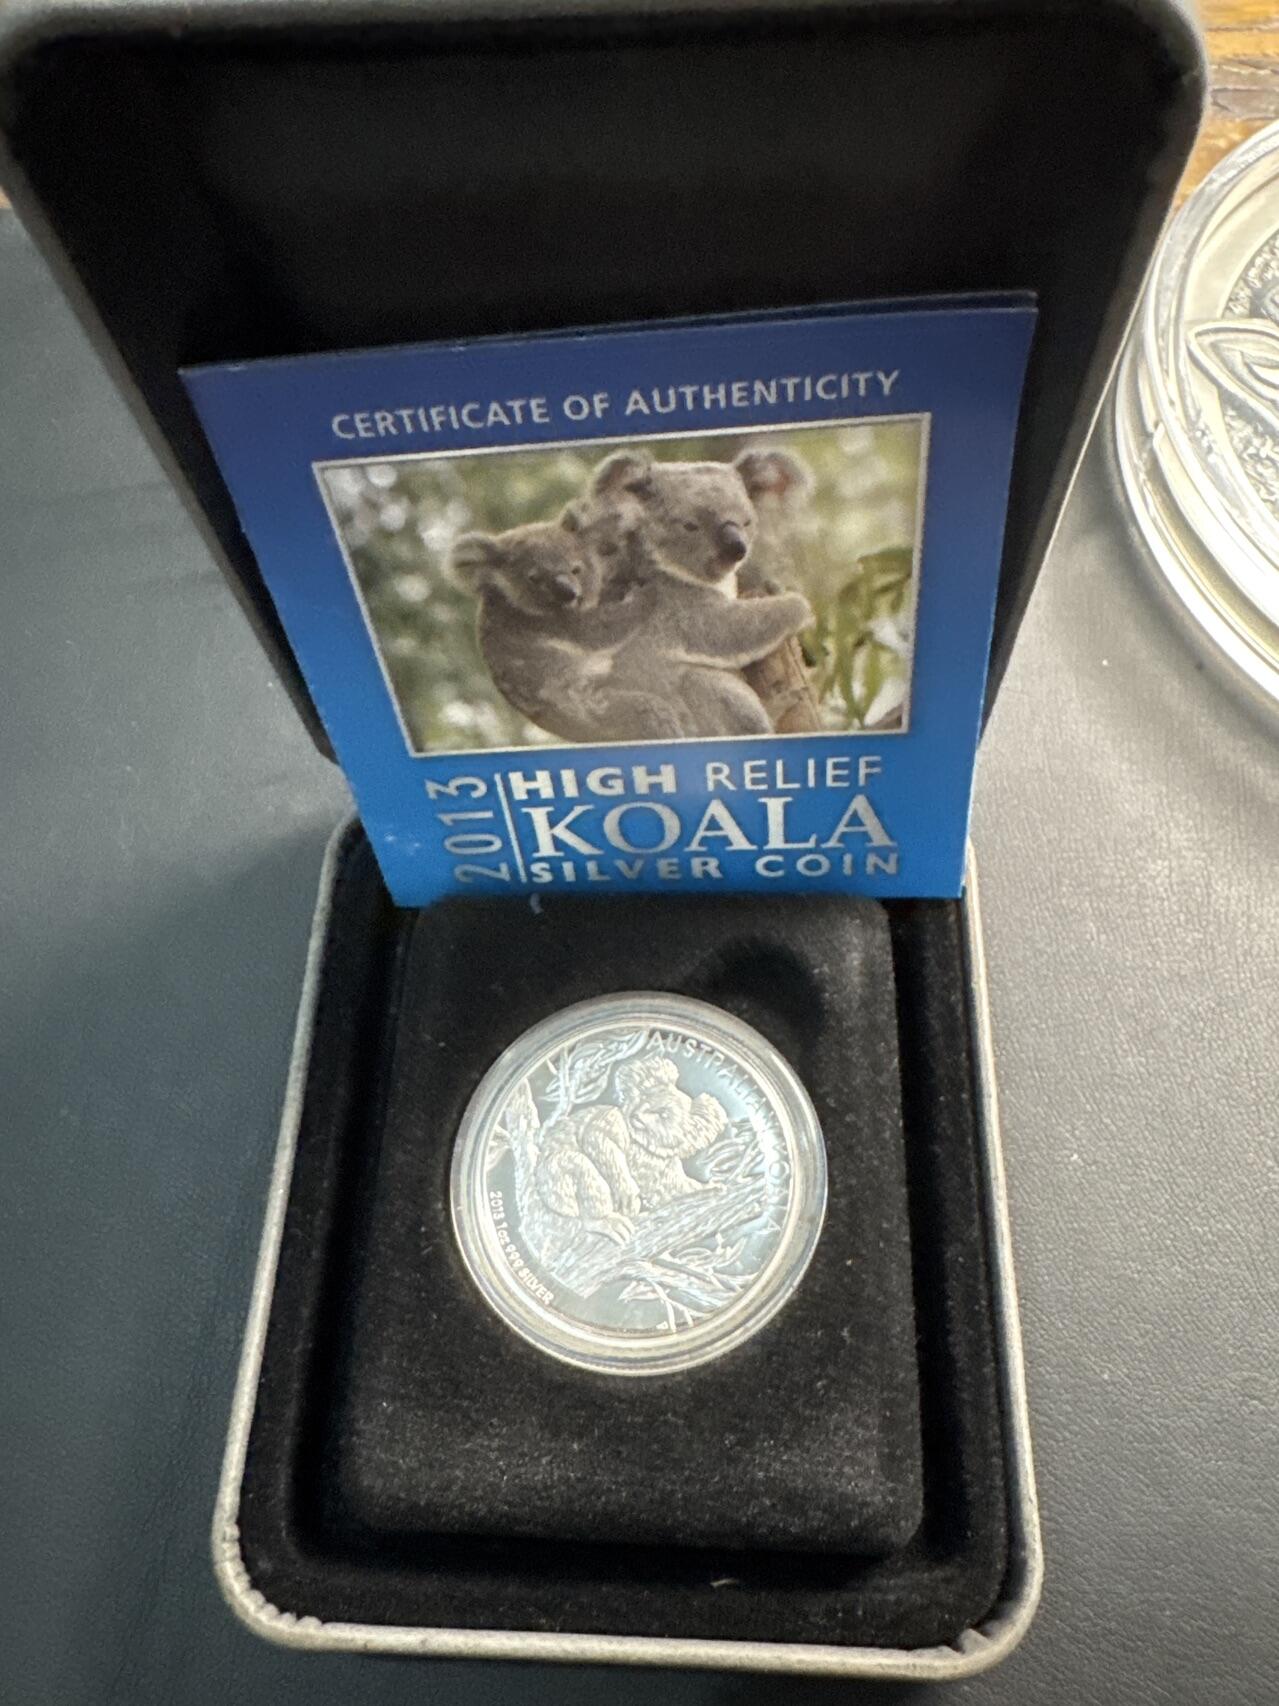 CERTIFICATE OF AUTHENTICITY
2013
HIGH RELIEF
KOALA
SILVER COIN
AUSTRALIAN KOALA
2013 1oz 999 SILVER
P